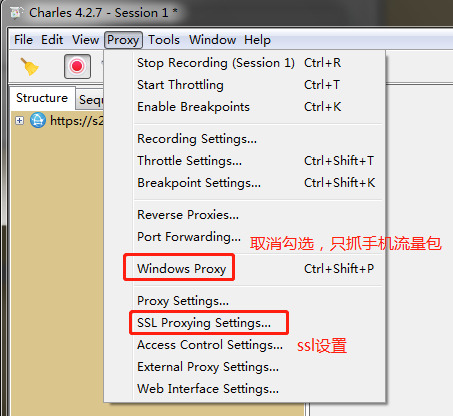 Charles 4.2.7 - Session 1 *
File Edit View Proxy Tools Window Help
Structure
Stop Recording (Session 1) Ctrl+R
Start Throttling Ctrl+T
Enable Breakpoints Ctrl+K
Recording Settings...
Throttle Settings... Ctrl+Shift+T
Breakpoint Settings... Ctrl+Shift+K
Reverse Proxies...
Port Forwarding...
取消勾选，只抓手机流量包
Windows Proxy Ctrl+Shift+P
Proxy Settings...
SSL Proxying Settings...
Access Control Settings...
ssl设置
External Proxy Settings...
Web Interface Settings...